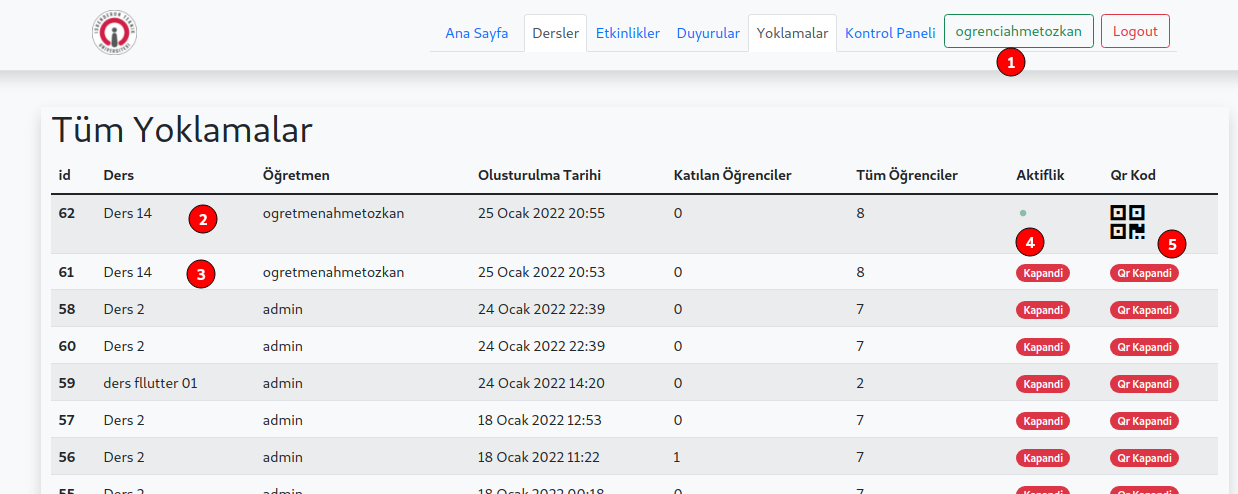 Ana Sayfa Dersler Etkinlikler Duyurular Yoklamalar Kontrol Paneli ogrenciahmetozkan Logout
1
Tüm Yoklamalar
id Ders Öğretmen Olusturulma Tarihi Katılan Öğrenciler Tüm Öğrenciler Aktiflik Qr Kod
62 Ders 14 2 ogretmenahmetozkan 25 Ocak 2022 20:55 0 8
4 5
61 Ders 14 3 ogretmenahmetozkan 25 Ocak 2022 20:53 0 8 Kapandi Qr Kapandi
58 Ders 2 admin 24 Ocak 2022 22:39 0 7 Kapandi Qr Kapandi
60 Ders 2 admin 24 Ocak 2022 22:39 0 7 Kapandi Qr Kapandi
59 ders fllutter 01 admin 24 Ocak 2022 14:20 0 2 Kapandi Qr Kapandi
57 Ders 2 admin 18 Ocak 2022 12:53 0 7 Kapandi Qr Kapandi
56 Ders 2 admin 18 Ocak 2022 11:22 1 7 Kapandi Qr Kapandi
55 Ders 2 admin 18 Ocak 2022 00:18 0 7 Kapandi Qr Kapandi